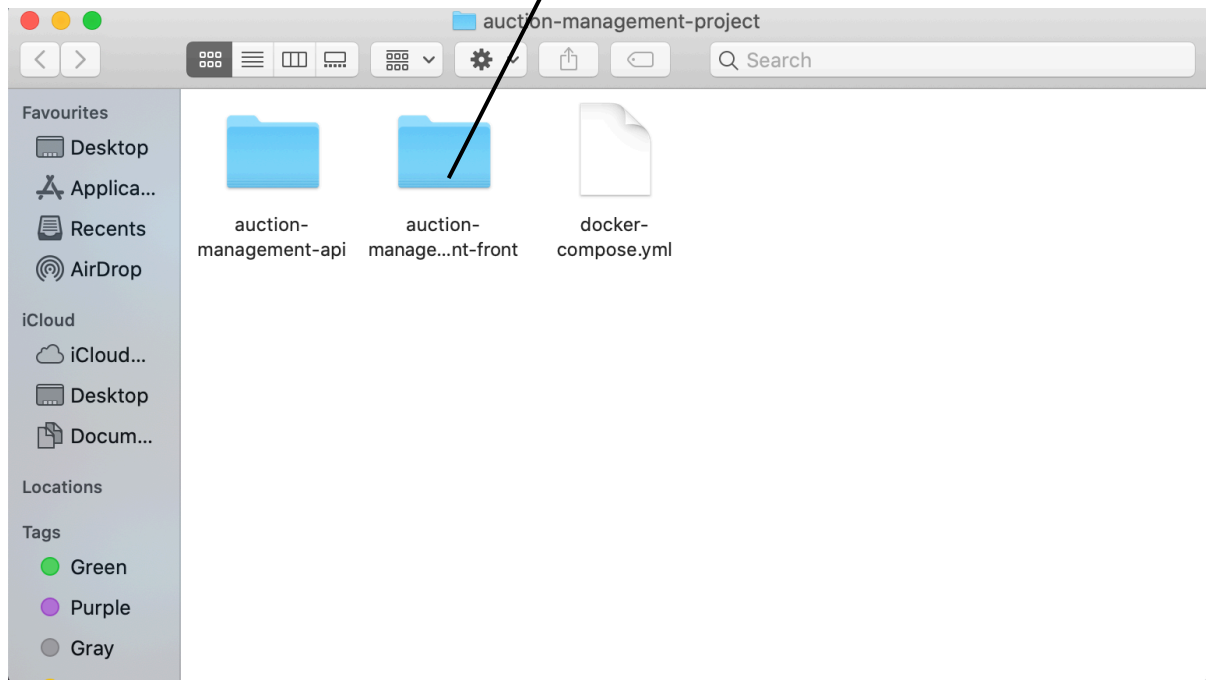 auction-management-project
Search
Favourites
Desktop
Applica...
Recents
AirDrop
iCloud
iCloud...
Desktop
Docum...
Locations
Tags
Green
Purple
Gray
auction-
management-api
auction-
manage...nt-front
docker-
compose.yml